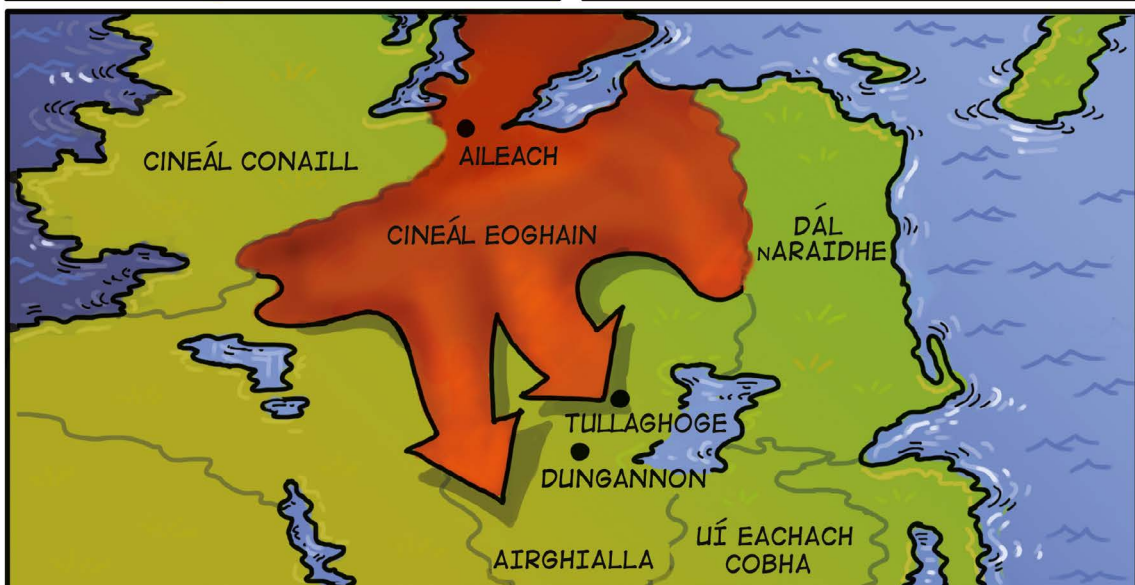 AILEACH
CINEÁL CONAILL
CINEÁL EOGHAIN
DÁL
nARAIDHE
TULLAGHOGE
DUNGANNON
AIRGHIALLA
UÍ EACHACH
COBHA